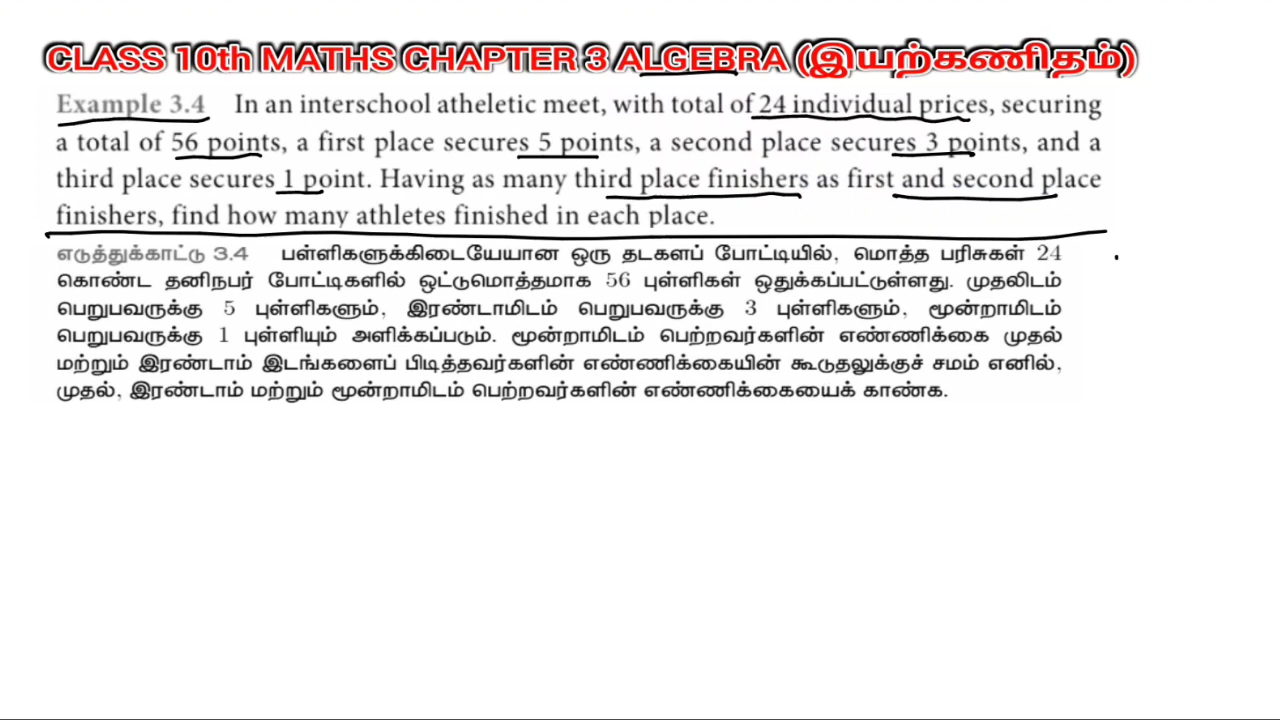 CLASS 10th MATHS CHAPTER 3 ALGEBRA (இயற்கணிதம்)
Example 3.4 In an interschool atheletic meet, with total of 24 individual prices, securing
a total of 56 points, a first place secures 5 points, a second place secures 3 points, and a
third place secures 1 point. Having as many third place finishers as first and second place
finishers, find how many athletes finished in each place.
எடுத்துக்காட்டு 3.4 பள்ளிகளுக்கிடையேயான ஒரு தடகளப் போட்டியில், மொத்த பரிசுகள் 24
கொண்ட தனிநபர் போட்டிகளில் ஒட்டுமொத்தமாக 56 புள்ளிகள் ஒதுக்கப்பட்டுள்ளது. முதலிடம்
பெறுபவருக்கு 5 புள்ளிகளும், இரண்டாமிடம் பெறுபவருக்கு 3 புள்ளிகளும், மூன்றாமிடம்
பெறுபவருக்கு 1 புள்ளியும் அளிக்கப்படும். மூன்றாமிடம் பெற்றவர்களின் எண்ணிக்கை முதல்
மற்றும் இரண்டாம் இடங்களைப் பிடித்தவர்களின் எண்ணிக்கையின் கூடுதலுக்குச் சமம் எனில்,
முதல், இரண்டாம் மற்றும் மூன்றாமிடம் பெற்றவர்களின் எண்ணிக்கையைக் காண்க.